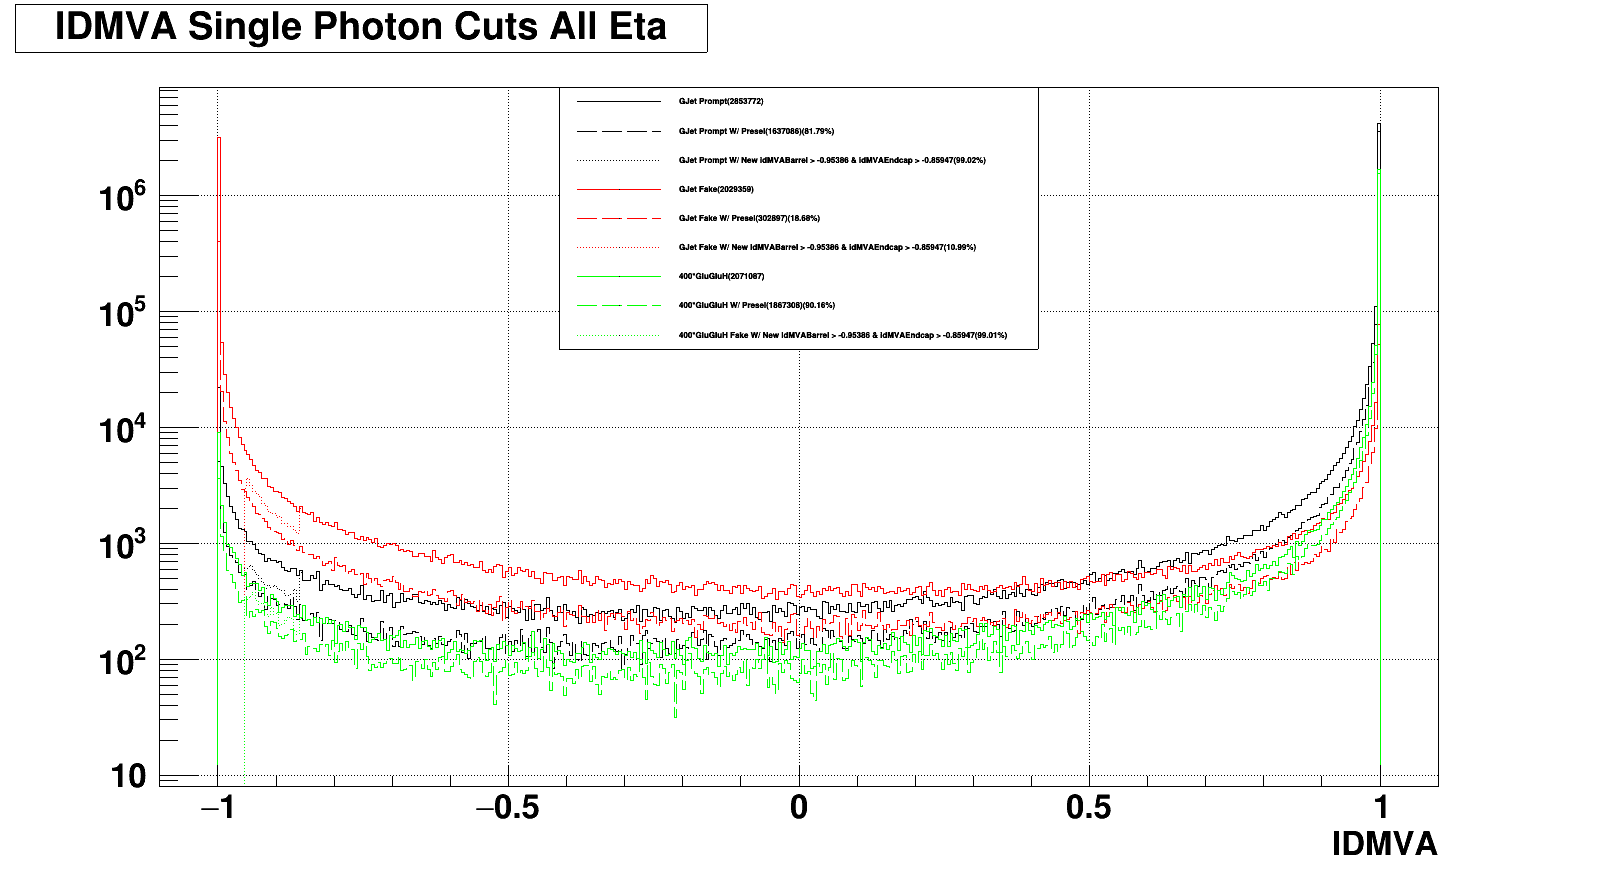 IDMVA Single Photon Cuts All Eta
GJet Prompt(2853772)
GJet Prompt W/ Presel(1637086)(81.79%)
GJet Prompt W/ New IdMVABarrel > -0.95386 & IdMVAEndcap > -0.85947(99.02%)
GJet Fake(2029359)
GJet Fake W/ Presel(302897)(18.68%)
GJet Fake W/ New IdMVABarrel > -0.95386 & IdMVAEndcap > -0.85947(10.99%)
400*GluGluH(2071087)
400*GluGluH W/ Presel(1867308)(90.16%)
400*GluGluH Fake W/ New IdMVABarrel > -0.95386 & IdMVAEndcap > -0.85947(99.01%)
10⁶
10⁵
10⁴
10³
10²
10
−1 −0.5 0 0.5 1
IDMVA